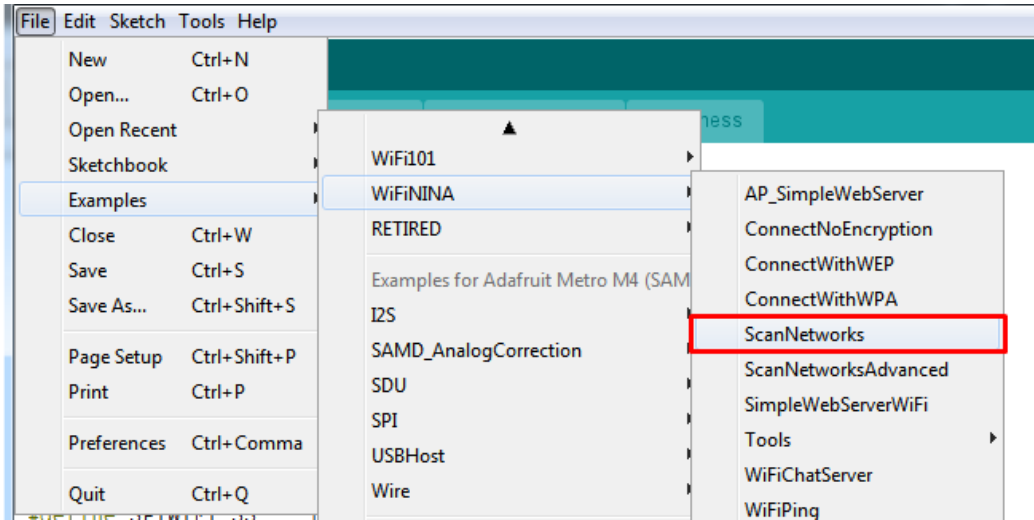 File Edit Sketch Tools Help
New Ctrl+N
Open... Ctrl+O
Open Recent
Sketchbook
Examples
Close Ctrl+W
Save Ctrl+S
Save As... Ctrl+Shift+S
Page Setup Ctrl+Shift+P
Print Ctrl+P
Preferences Ctrl+Comma
Quit Ctrl+Q
WiFi101
WiFiNINA
RETIRED
Examples for Adafruit Metro M4 (SAM
I2S
SAMD_AnalogCorrection
SDU
SPI
USBHost
Wire
ness
AP_SimpleWebServer
ConnectNoEncryption
ConnectWithWEP
ConnectWithWPA
ScanNetworks
ScanNetworksAdvanced
SimpleWebServerWiFi
Tools
WiFiChatServer
WiFiPing